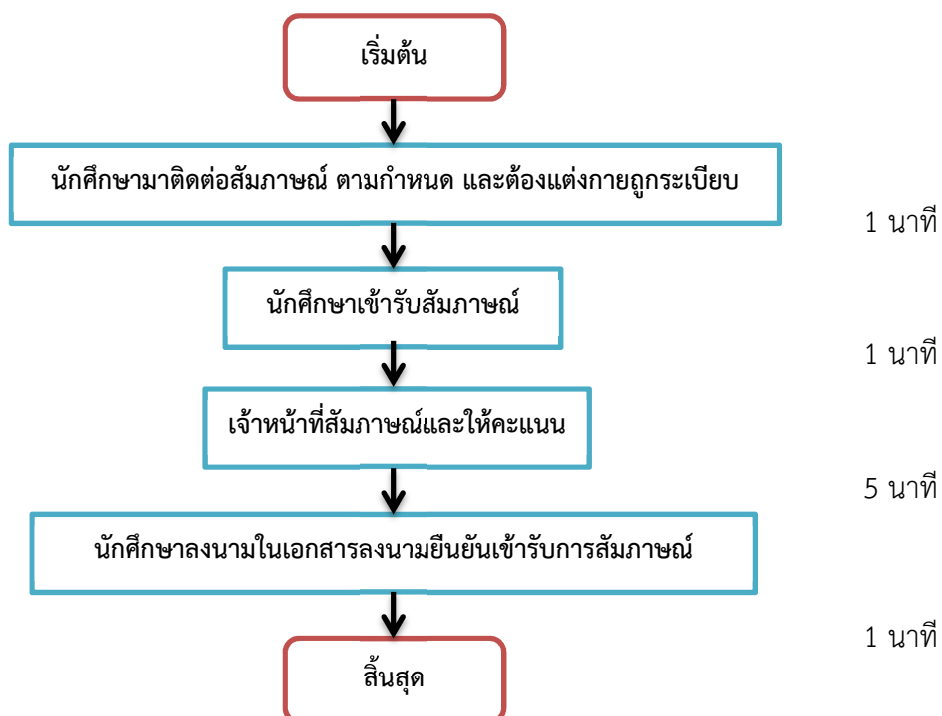 เริ่มต้น
นักศึกษามาติดต่อสัมภาษณ์ ตามกำหนด และต้องแต่งกายถูกระเบียบ
1 นาที
นักศึกษาเข้ารับสัมภาษณ์
1 นาที
เจ้าหน้าที่สัมภาษณ์และให้คะแนน
5 นาที
นักศึกษาลงนามในเอกสารลงนามยืนยันเข้ารับการสัมภาษณ์
1 นาที
สิ้นสุด